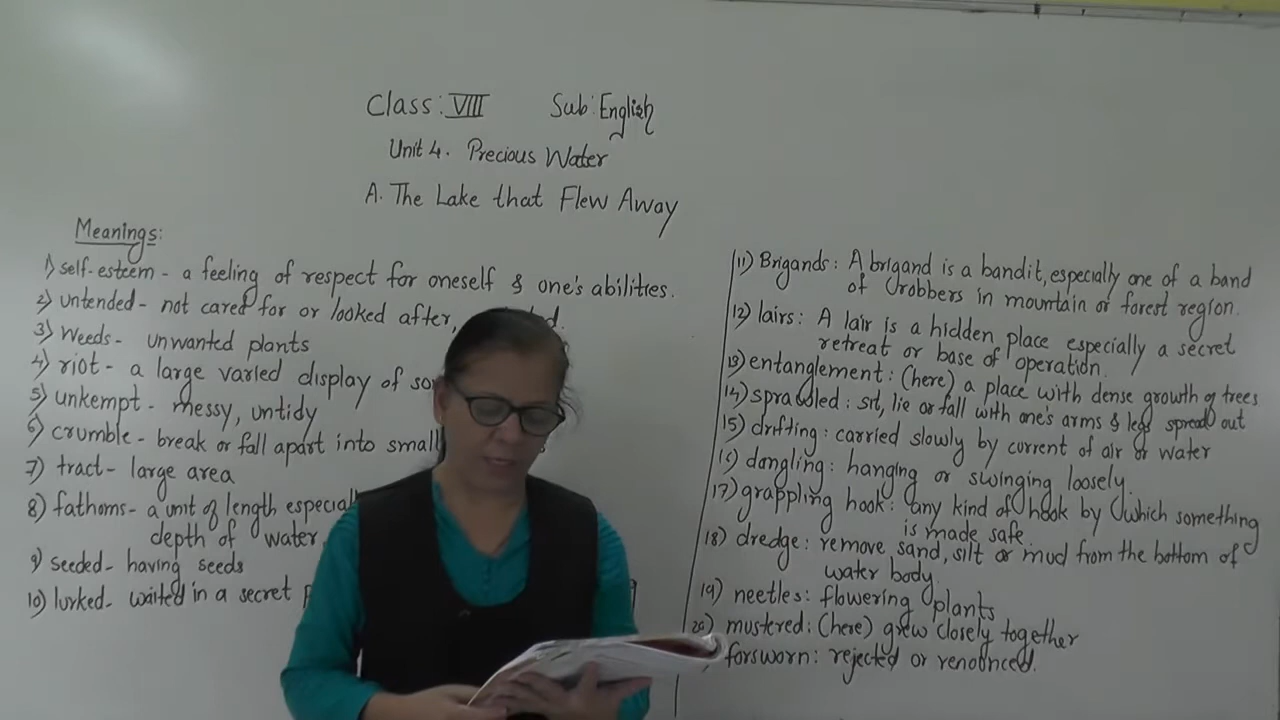 Class: VIII Sub: English
Unit 4. Precious Water
A. The Lake that Flew Away
Meanings:
1) self-esteem - a feeling of respect for oneself & one's abilities.
2) untended - not cared for or looked after,
3) Weeds - unwanted plants
4) riot - a large varied display of
5) unkempt - messy, untidy
6) crumble - break or fall apart into small
7) tract - large area
8) fathoms - a unit of length
depth of water
9) seeded - having seeds
10) lurked - waited in a secret
11) Brigands: A brigand is a bandit, especially one of a band
of robbers in mountain or forest region.
12) lairs: A lair is a hidden place especially a secret
retreat or base of operation.
13) entanglement: (here) a place with dense growth of trees
14) sprawled: sit, lie or fall with one's arms & legs spread out
15) drifting: carried slowly by current of air or water
16) dangling: hanging or swinging loosely.
17) grappling hook: any kind of hook by which something
is made safe.
18) dredge: remove sand, silt or mud from the bottom of
water body.
19) neetles: flowering plants
20) mustered: (here) grew closely together
forsworn: rejected or renounced.